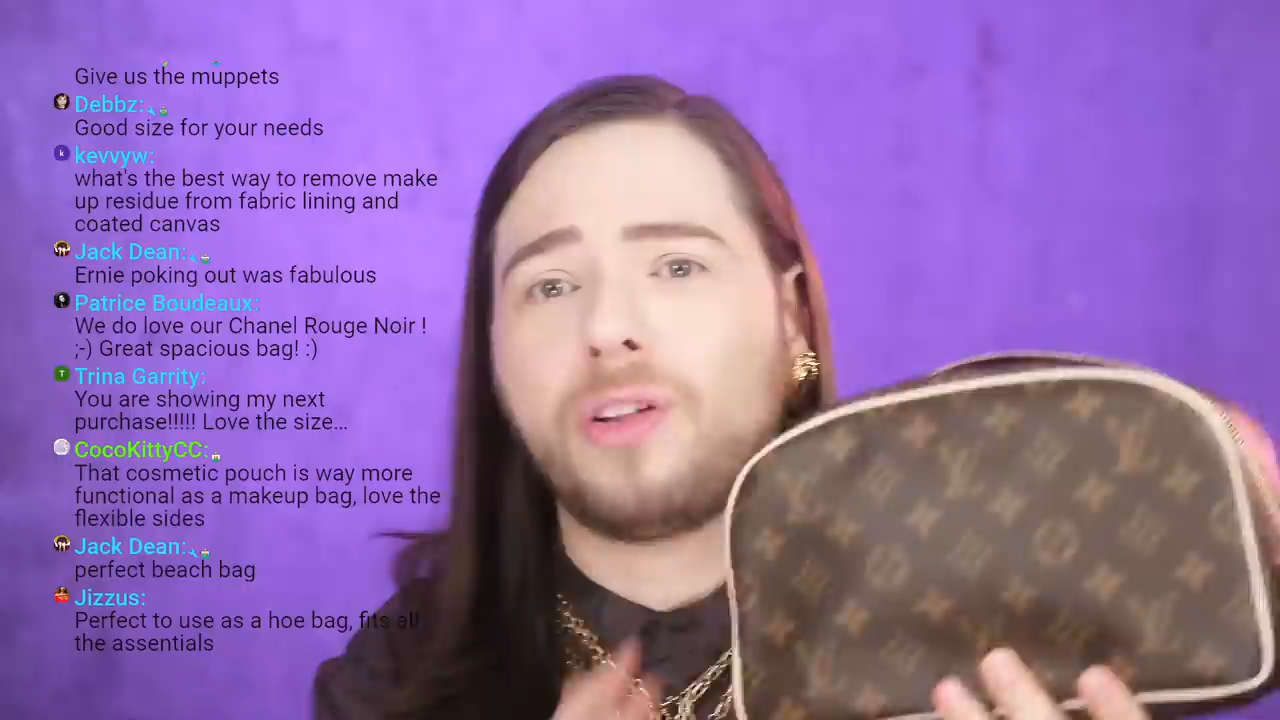 Give us the muppets
Debbz:
Good size for your needs
k
kevvyw:
what's the best way to remove make
up residue from fabric lining and
coated canvas
Jack Dean:
Ernie poking out was fabulous
Patrice Boudeaux:
We do love our Chanel Rouge Noir !
;-) Great spacious bag! :)
T
Trina Garrity:
You are showing my next
purchase!!!!! Love the size...
CocoKittyCC:
That cosmetic pouch is way more
functional as a makeup bag, love the
flexible sides
Jack Dean:
perfect beach bag
Jizzus:
Perfect to use as a hoe bag, fits all
the assentials